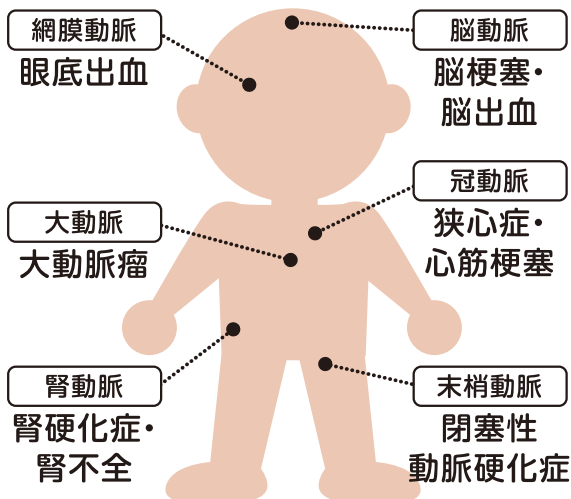 網膜動脈
眼底出血
脳動脈
脳梗塞・
脳出血
大動脈
大動脈瘤
冠動脈
狭心症・
心筋梗塞
腎動脈
腎硬化症・
腎不全
末梢動脈
閉塞性
動脈硬化症